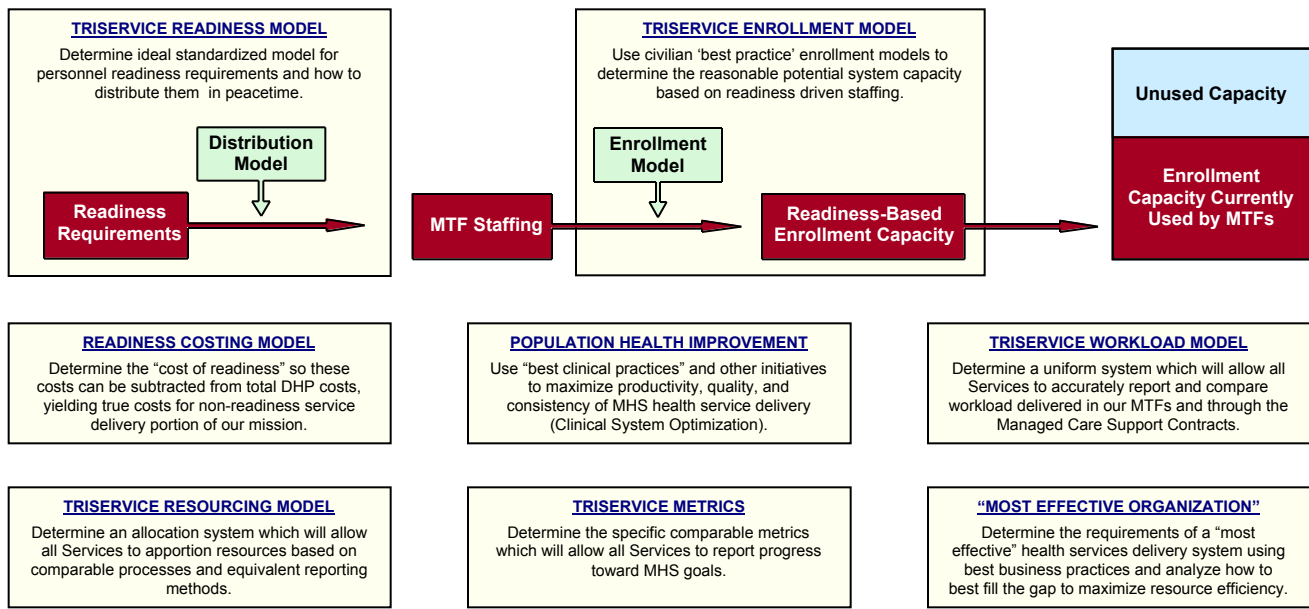 TRISERVICE READINESS MODEL
Determine ideal standardized model for
personnel readiness requirements and how to
distribute them in peacetime.
Distribution
Model
Readiness
Requirements
MTF Staffing
TRISERVICE ENROLLMENT MODEL
Use civilian ‘best practice’ enrollment models to
determine the reasonable potential system capacity
based on readiness driven staffing.
Enrollment
Model
Readiness-Based
Enrollment Capacity
Unused Capacity
Enrollment
Capacity Currently
Used by MTFs
READINESS COSTING MODEL
Determine the “cost of readiness” so these
costs can be subtracted from total DHP costs,
yielding true costs for non-readiness service
delivery portion of our mission.
POPULATION HEALTH IMPROVEMENT
Use “best clinical practices” and other initiatives
to maximize productivity, quality, and
consistency of MHS health service delivery
(Clinical System Optimization).
TRISERVICE WORKLOAD MODEL
Determine a uniform system which will allow all
Services to accurately report and compare
workload delivered in our MTFs and through the
Managed Care Support Contracts.
TRISERVICE RESOURCING MODEL
Determine an allocation system which will allow
all Services to apportion resources based on
comparable processes and equivalent reporting
methods.
TRISERVICE METRICS
Determine the specific comparable metrics
which will allow all Services to report progress
toward MHS goals.
“MOST EFFECTIVE ORGANIZATION”
Determine the requirements of a “most
effective” health services delivery system using
best business practices and analyze how to
best fill the gap to maximize resource efficiency.